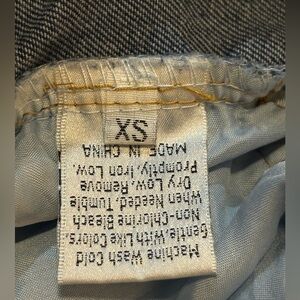 Machine Wash Cold
Gentle, With Like Colors,
Non-Chlorine Bleach
When Needed, Tumble
Dry Low, Remove
Promptly, Iron Low
MADE IN CHINA
XS